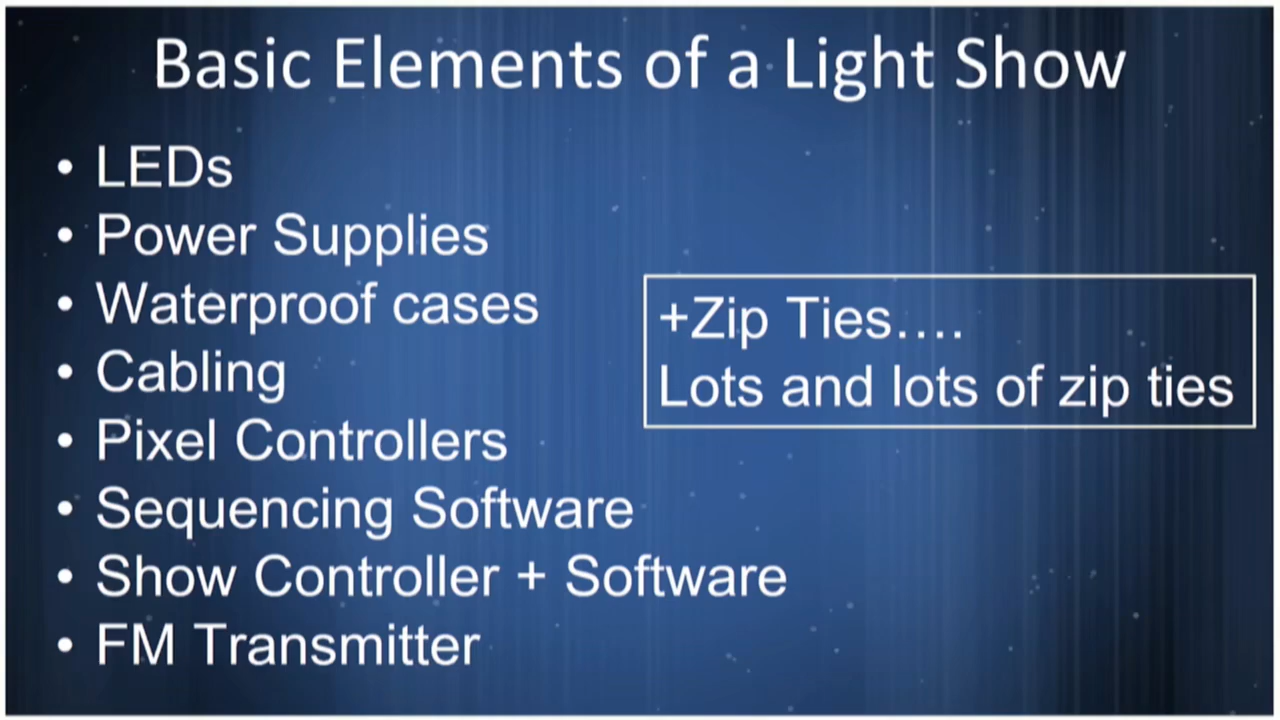 Basic Elements of a Light Show
• LEDs
• Power Supplies
• Waterproof cases
• Cabling
• Pixel Controllers
• Sequencing Software
• Show Controller + Software
• FM Transmitter
+Zip Ties....
Lots and lots of zip ties